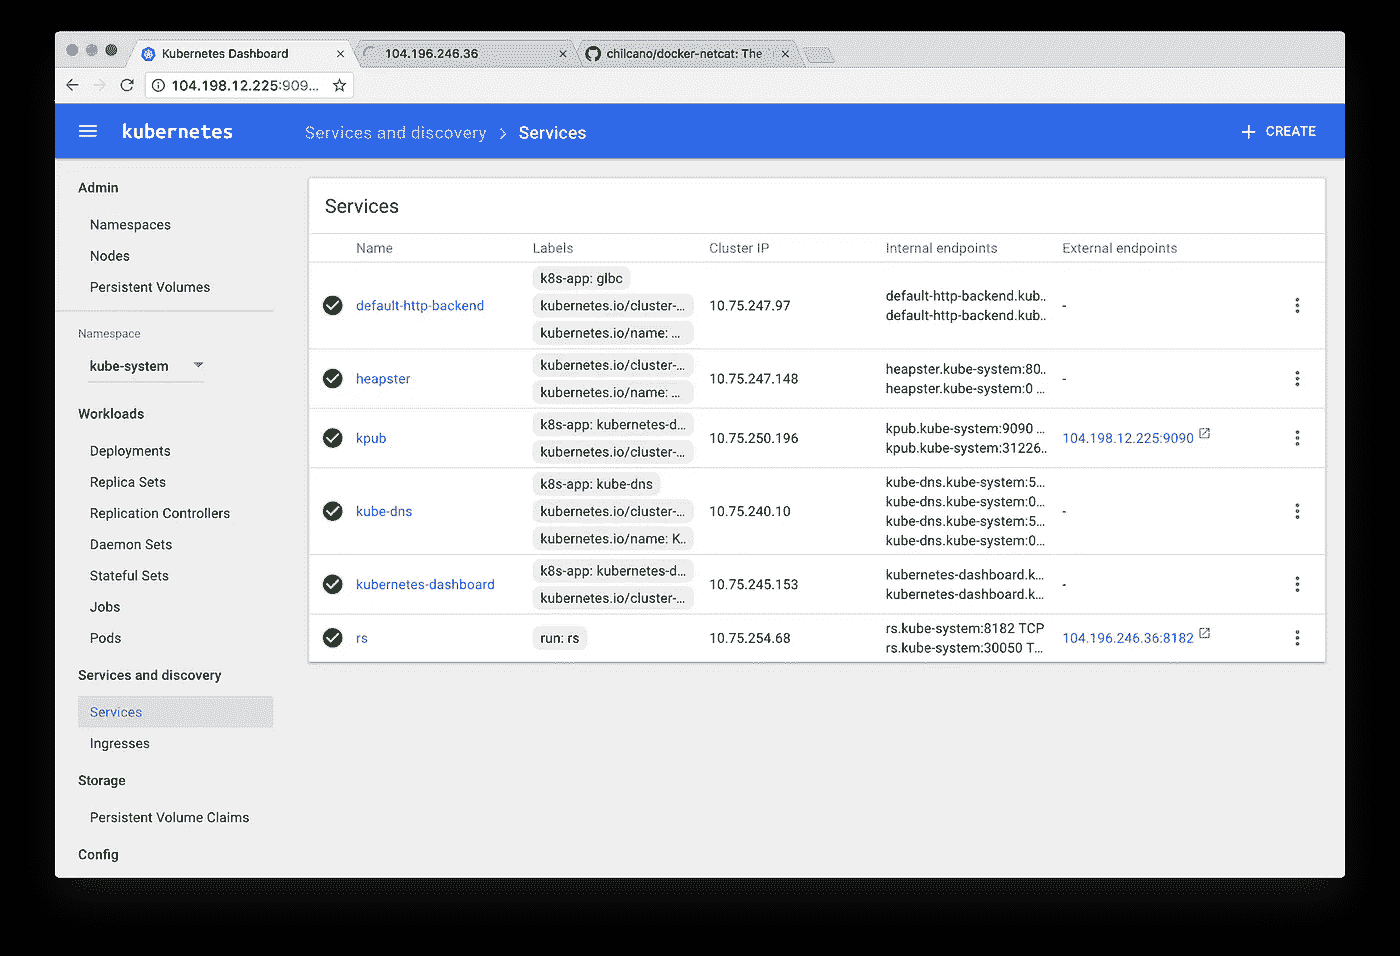 Kubernetes Dashboard
104.196.246.36
chilcano/docker-netcat: The
104.198.12.225:909...
kubernetes
Services and discovery > Services
+ CREATE
Admin
Namespaces
Nodes
Persistent Volumes
Namespace
kube-system
Workloads
Deployments
Replica Sets
Replication Controllers
Daemon Sets
Stateful Sets
Jobs
Pods
Services and discovery
Services
Ingresses
Storage
Persistent Volume Claims
Config
Services
Name Labels Cluster IP Internal endpoints External endpoints
default-http-backend
k8s-app: glbc
kubernetes.io/cluster-...
kubernetes.io/name: ...
10.75.247.97
default-http-backend.kub..
default-http-backend.kub..
-
heapster
kubernetes.io/cluster-...
kubernetes.io/name: ...
10.75.247.148
heapster.kube-system:80..
heapster.kube-system:0 ...
-
kpub
k8s-app: kubernetes-d...
kubernetes.io/cluster-...
10.75.250.196
kpub.kube-system:9090 ...
kpub.kube-system:31226..
104.198.12.225:9090
kube-dns
k8s-app: kube-dns
kubernetes.io/cluster-...
kubernetes.io/name: K..
10.75.240.10
kube-dns.kube-system:5...
kube-dns.kube-system:0...
kube-dns.kube-system:5...
kube-dns.kube-system:0...
-
kubernetes-dashboard
k8s-app: kubernetes-d...
kubernetes.io/cluster-...
10.75.245.153
kubernetes-dashboard.k...
kubernetes-dashboard.k...
-
rs
run: rs
10.75.254.68
rs.kube-system:8182 TCP
rs.kube-system:30050 T...
104.196.246.36:8182